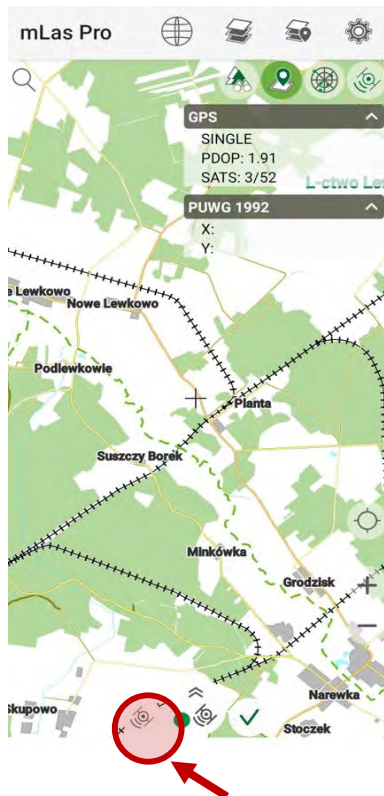 mLas Pro
GPS
SINGLE
PDOP: 1.91
SATS: 3/52
L-ctwo Le
PUWG 1992
X:
Y:
e Lewkowo
Nowe Lewkowo
Podlewkowie
Planta
Suszczy Borek
Minkówka
Grodzisk
Narewka
Skupowo
Stoczek